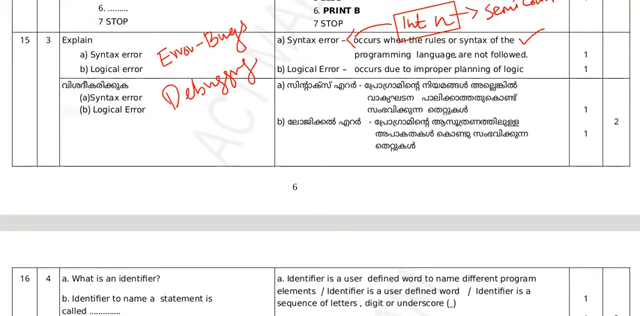 6. .........
7 STOP
6. PRINT B
7 STOP
Int n
15 3 Explain
a) Syntax error
b) Logical error
Error - Bugs
Debugging
a) Syntax error – occurs when the rules or syntax of the
programming language, are not followed. 1
b) Logical Error – occurs due to improper planning of logic 1
വിശദീകരിക്കുക
(a)Syntax error
(b) Logical Error
a) സിന്റാക്സ് എറർ - പ്രോഗ്രാമിന്റെ നിയമങ്ങൾ അല്ലെങ്കിൽ
വാക്യഘടന പാലിക്കാത്തതുകൊണ്ട്
സംഭവിക്കുന്ന തെറ്റുകൾ 1
2
b) ലോജിക്കൽ എറർ - പ്രോഗ്രാമിന്റെ ആസൂത്രണത്തിലുള്ള
അപാകതകൾ കൊണ്ടു സംഭവിക്കുന്ന 1
തെറ്റുകൾ
6
16 4 a. What is an identifier?
b. Identifier to name a statement is
called .............
a. Identifier is a user defined word to name different program
elements / Identifier is a user defined word / Identifier is a
sequence of letters , digit or underscore (_)
1